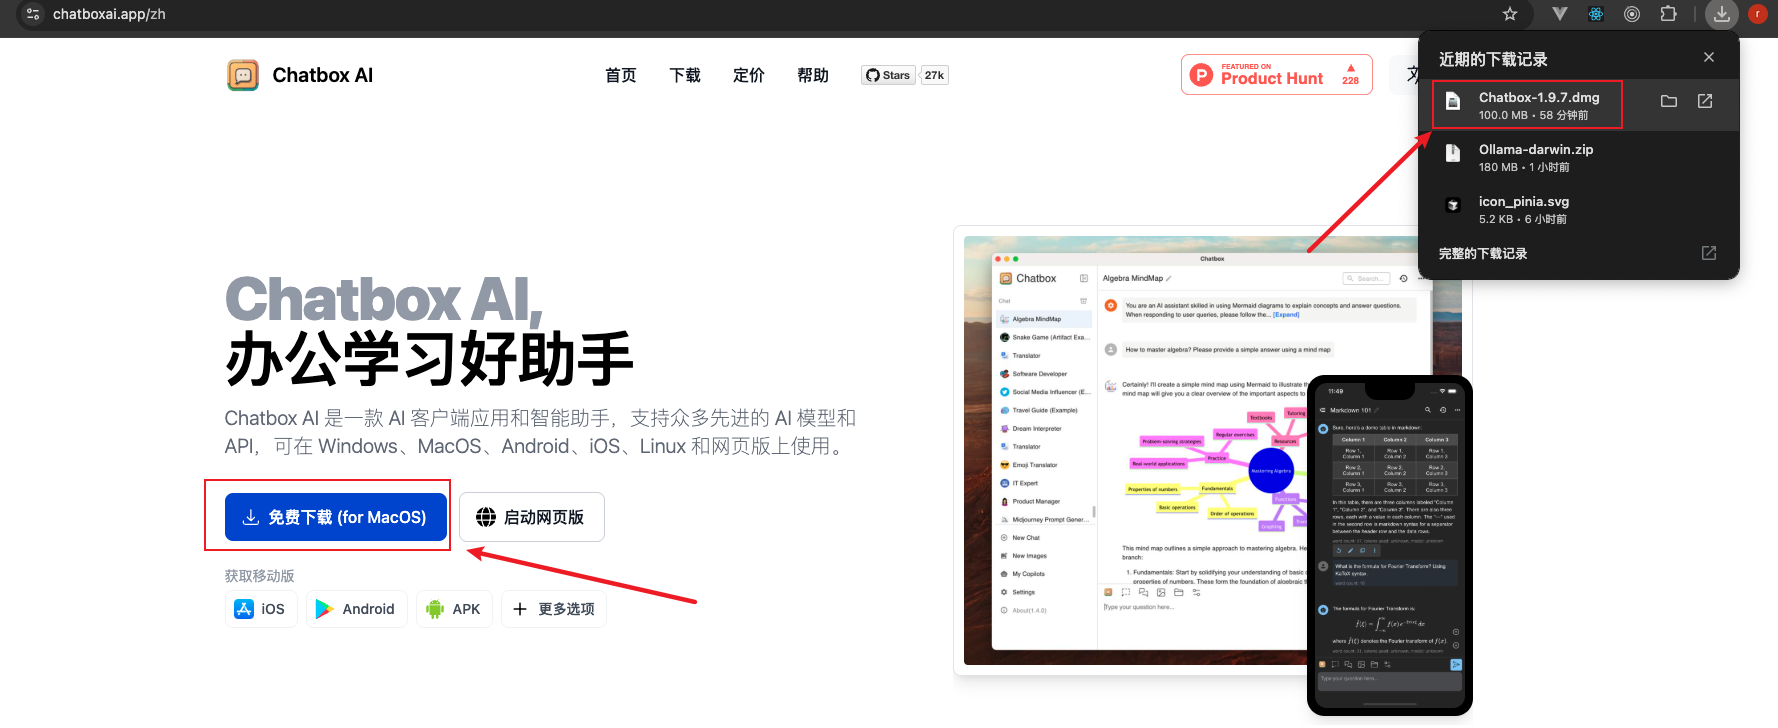 chatboxai.app/zh
r
Chatbox AI
首页
下载
定价
帮助
Stars
27k
FEATURED ON
Product Hunt
228
近期的下载记录
Chatbox-1.9.7.dmg
100.0 MB • 58 分钟前
Ollama-darwin.zip
180 MB • 1 小时前
icon_pinia.svg
5.2 KB • 6 小时前
完整的下载记录
Chatbox AI,
办公学习好助手
Chatbox AI 是一款 AI 客户端应用和智能助手，支持众多先进的 AI 模型和
API，可在 Windows、MacOS、Android、iOS、Linux 和网页版上使用。
免费下载 (for MacOS)
启动网页版
获取移动版
iOS
Android
APK
更多选项
Chatbox
Chatbox
Chat
Algebra MindMap
Snake Game (Artifact Exa...
Translator
Software Developer
Social Media Influencer (E...
Travel Guide (Example)
Dream Interpreter
Translator
Emoji Translator
IT Expert
Product Manager
Midjourney Prompt Gener...
New Chat
New Images
My Copilots
Settings
About(1.4.0)
Algebra MindMap
Search...
You are an AI assistant skilled in using Mermaid diagrams to explain concepts and answer questions.
When responding to user queries, please follow the... [Expand]
How to master algebra? Please provide a simple answer using a mind map
Certainly! I'll create a simple mind map using Mermaid to illustrate th
mind map will give you a clear overview of the important aspects to
Textbooks
Tutoring
Problem-solving strategies
Regular exercises
Resources
Real-world applications
Practice
Mastering Algebra
Properties of numbers
Fundamentals
Functions
Basic operations
Order of operations
Graphing
This mind map outlines a simple approach to mastering algebra. He
branch:
1. Fundamentals: Start by solidifying your understanding of basic
properties of numbers. These form the foundation of algebraic th
Type your question here...
11:49
Markdown 101
Sure, here's a demo table in markdown:
Column 1 Column 2 Column 3
Row 1, Column 1 Row 1, Column 2 Row 1, Column 3
Row 2, Column 1 Row 2, Column 2 Row 2, Column 3
Row 3, Column 1 Row 3, Column 2 Row 3, Column 3
In this table, there are three columns labeled "Column
1", "Column 2", and "Column 3". There are also three
rows, each with a value in each column. The "---" used
in the second row is markdown syntax for a separator
between the header row and the data rows.
What is the formula for Fourier Transform? Using
KaTeX syntax
The formula for Fourier Transform is:
f̂(ξ) = ∫_{-∞}^{∞} f(x) e^{-2πixξ} dx
where f̂(ξ) denotes the Fourier transform of f(x).
Type your question here...